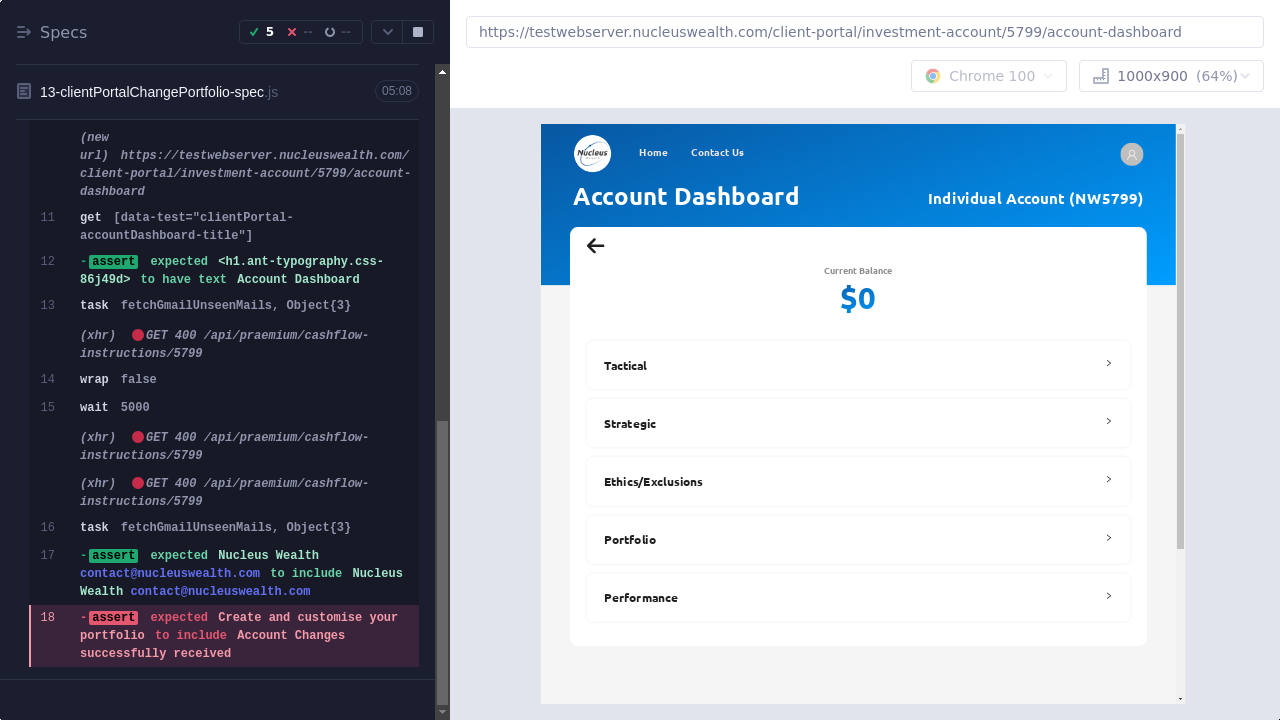 Specs
5
--
--
https://testwebserver.nucleuswealth.com/client-portal/investment-account/5799/account-dashboard
Chrome 100
1000x900 (64%)
13-clientPortalChangePortfolio-spec.js
05:08
(new
url) https://testwebserver.nucleuswealth.com/
client-portal/investment-account/5799/account-
dashboard
11 get [data-test="clientPortal-
accountDashboard-title"]
12 -assert expected <h1.ant-typography.css-
86j49d> to have text Account Dashboard
13 task fetchGmailUnseenMails, Object{3}
(xhr) GET 400 /api/praemium/cashflow-
instructions/5799
14 wrap false
15 wait 5000
(xhr) GET 400 /api/praemium/cashflow-
instructions/5799
(xhr) GET 400 /api/praemium/cashflow-
instructions/5799
16 task fetchGmailUnseenMails, Object{3}
17 -assert expected Nucleus Wealth
contact@nucleuswealth.com to include Nucleus
Wealth contact@nucleuswealth.com
18 -assert expected Create and customise your
portfolio to include Account Changes
successfully received
Nucleus
Home
Contact Us
Account Dashboard
Individual Account (NW5799)
Current Balance
$0
Tactical
Strategic
Ethics/Exclusions
Portfolio
Performance